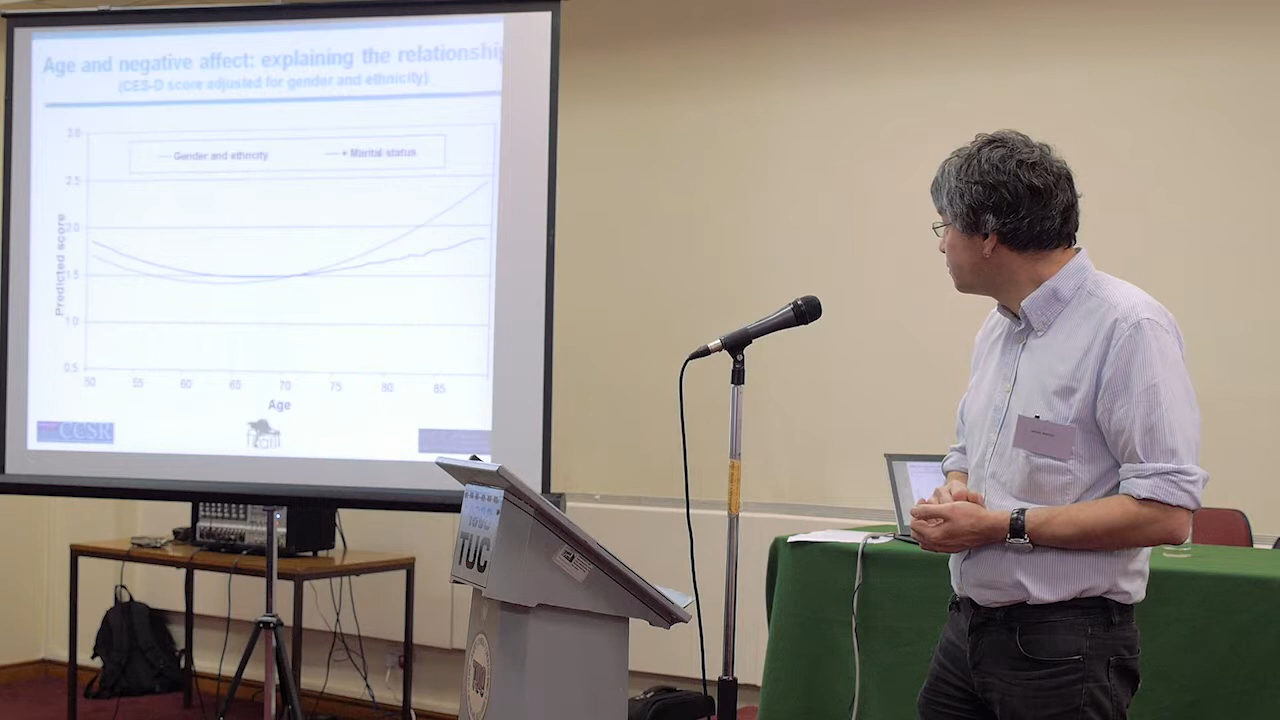 Age and negative affect: explaining the relationship
(CES-D score adjusted for gender and ethnicity)
3.0
Gender and ethncity
+ Marital status
2.5
2.0
Predicted score
1.5
1.0
0.5
50 55 60 65 70 75 80 85
Age
CCSR
TUC